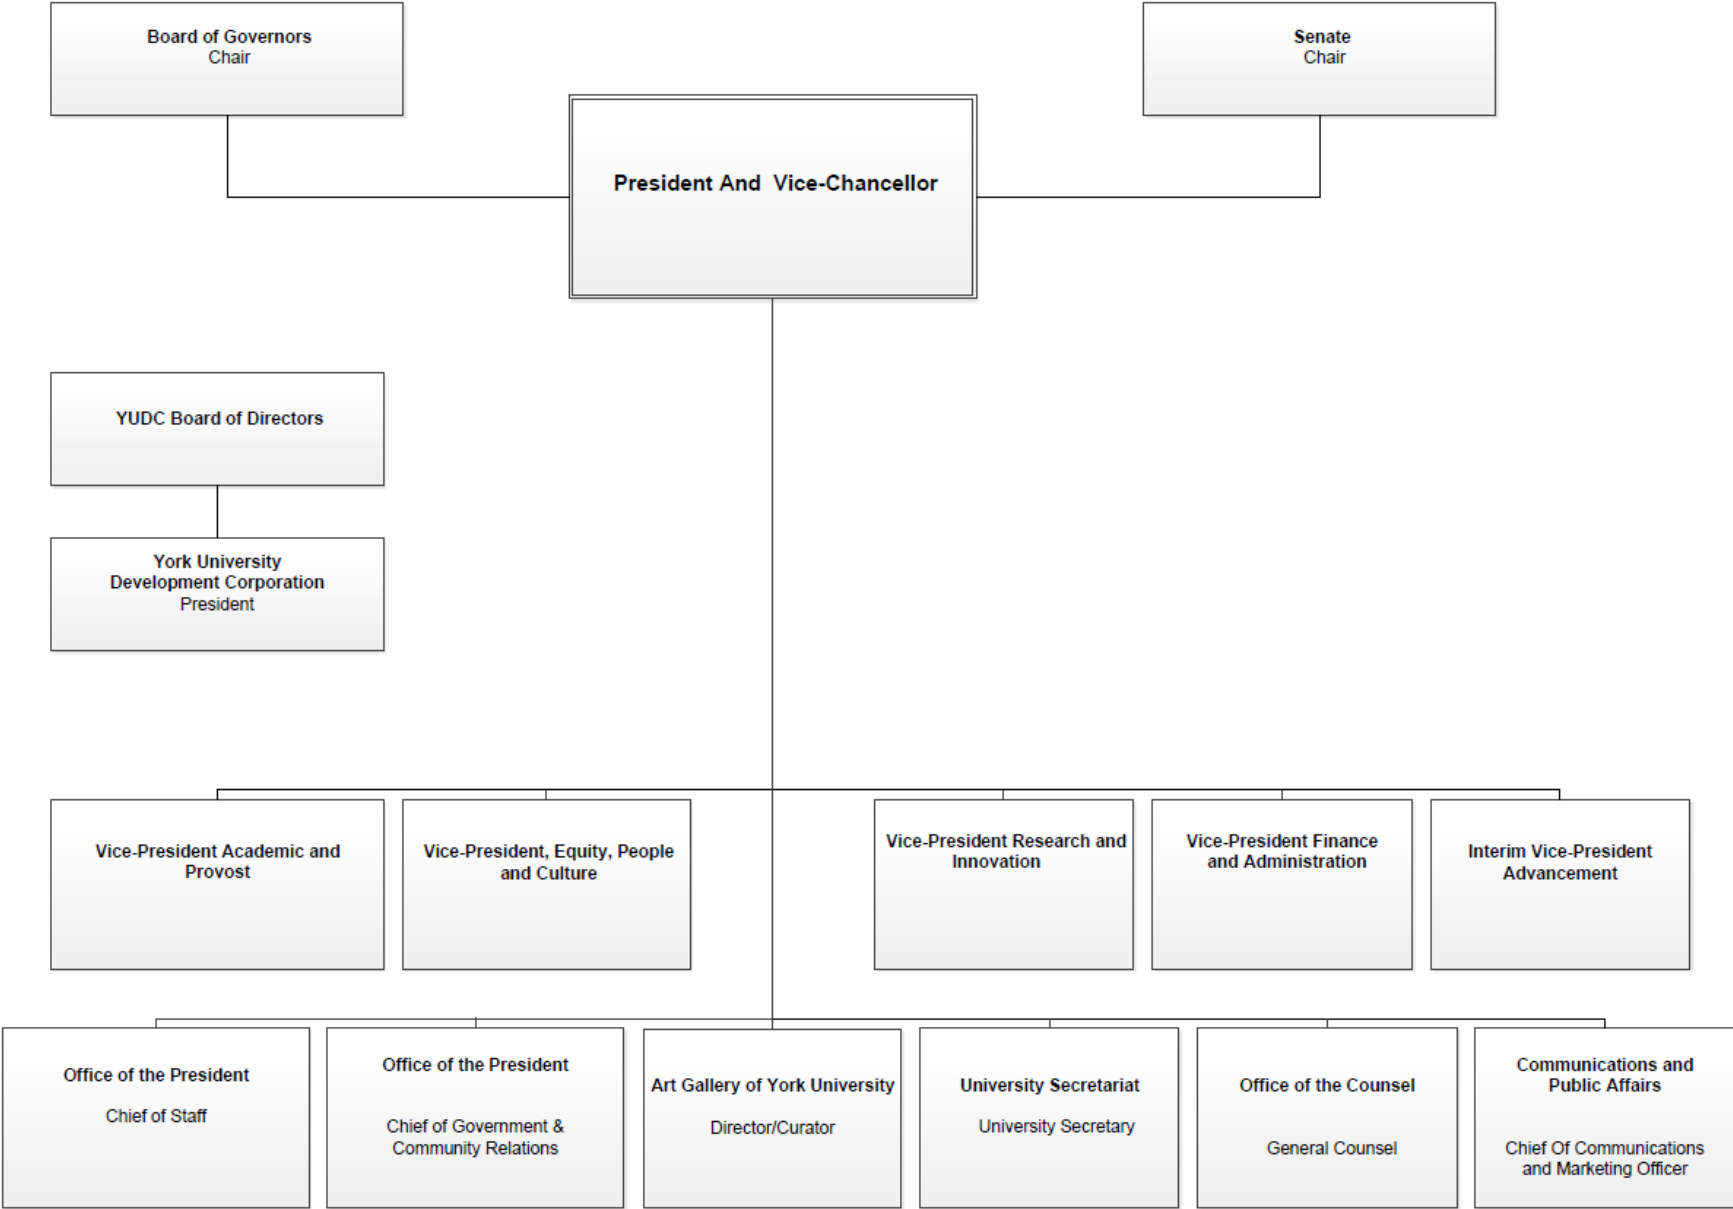 Board of Governors
Chair
Senate
Chair
President And Vice-Chancellor
YUDC Board of Directors
York University
Development Corporation
President
Vice-President Academic and
Provost
Vice-President, Equity, People
and Culture
Vice-President Research and
Innovation
Vice-President Finance
and Administration
Interim Vice-President
Advancement
Office of the President
Chief of Staff
Office of the President
Chief of Government &
Community Relations
Art Gallery of York University
Director/Curator
University Secretariat
University Secretary
Office of the Counsel
General Counsel
Communications and
Public Affairs
Chief Of Communications
and Marketing Officer